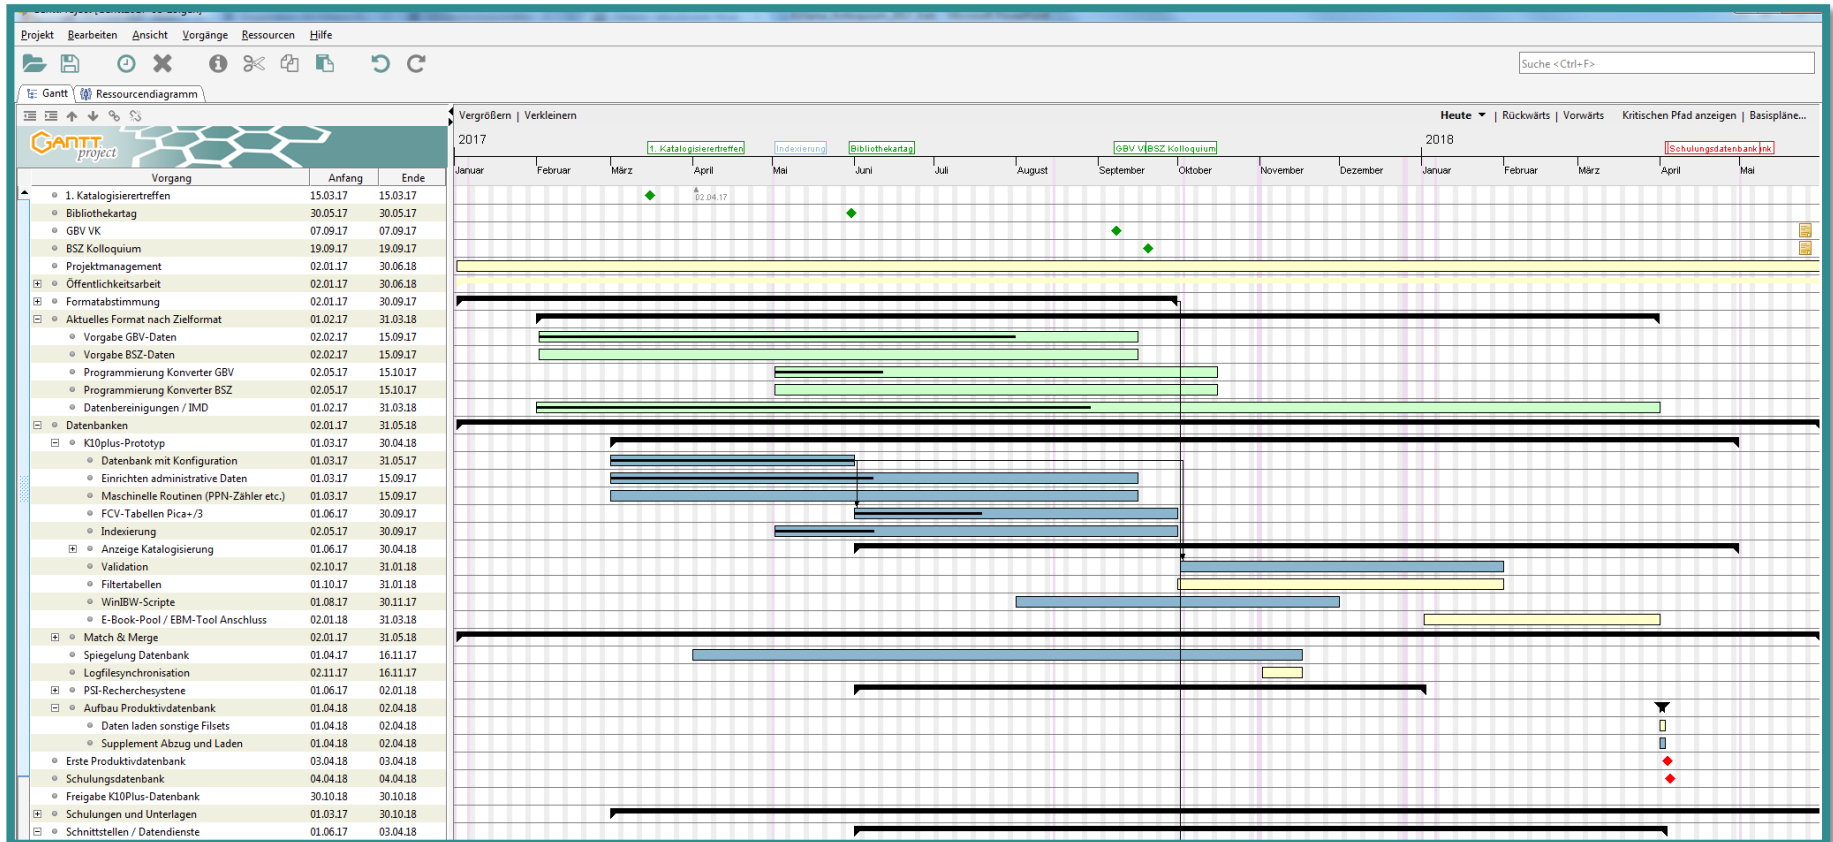 Projekt Bearbeiten Ansicht Vorgänge Ressourcen Hilfe
Suche <Ctrl+F>
Gantt Ressourcendiagramm
Vergrößern | Verkleinern Heute | Rückwärts | Vorwärts Kritischen Pfad anzeigen | Basispläne...
GANTT project
2017 2018
1. Katalogisierertreffen Indexierung Bibliothekartag GBV BSZ Kolloquium Schulungsdatenbank
Vorgang Anfang Ende
Januar Februar März April Mai Juni Juli August September Oktober November Dezember Januar Februar März April Mai
1. Katalogisierertreffen 15.03.17 15.03.17
02.04.17
Bibliothekartag 30.05.17 30.05.17
GBV VK 07.09.17 07.09.17
BSZ Kolloquium 19.09.17 19.09.17
Projektmanagement 02.01.17 30.06.18
Öffentlichkeitsarbeit 02.01.17 30.06.18
Formatabstimmung 02.01.17 30.09.17
Aktuelles Format nach Zielformat 01.02.17 31.03.18
Vorgabe GBV-Daten 02.02.17 15.09.17
Vorgabe BSZ-Daten 02.02.17 15.09.17
Programmierung Konverter GBV 02.05.17 15.10.17
Programmierung Konverter BSZ 02.05.17 15.10.17
Datenbereinigungen / IMD 01.02.17 31.03.18
Datenbanken 02.01.17 31.05.18
K10plus-Prototyp 01.03.17 30.04.18
Datenbank mit Konfiguration 01.03.17 31.05.17
Einrichten administrative Daten 01.03.17 15.09.17
Maschinelle Routinen (PPN-Zähler etc.) 01.03.17 15.09.17
FCV-Tabellen Pica+/3 01.06.17 30.09.17
Indexierung 02.05.17 30.09.17
Anzeige Katalogisierung 01.06.17 30.04.18
Validation 02.10.17 31.01.18
Filtertabellen 01.10.17 31.01.18
WinIBW-Scripte 01.08.17 30.11.17
E-Book-Pool / EBM-Tool Anschluss 02.01.18 31.03.18
Match & Merge 02.01.17 31.05.18
Spiegelung Datenbank 01.04.17 16.11.17
Logfilesynchronisation 02.11.17 16.11.17
PSI-Recherchesystene 01.06.17 02.01.18
Aufbau Produktivdatenbank 01.04.18 02.04.18
Daten laden sonstige Filsets 01.04.18 02.04.18
Supplement Abzug und Laden 01.04.18 02.04.18
Erste Produktivdatenbank 03.04.18 03.04.18
Schulungsdatenbank 04.04.18 04.04.18
Freigabe K10Plus-Datenbank 30.10.18 30.10.18
Schulungen und Unterlagen 01.03.17 30.10.18
Schnittstellen / Datendienste 01.06.17 03.04.18